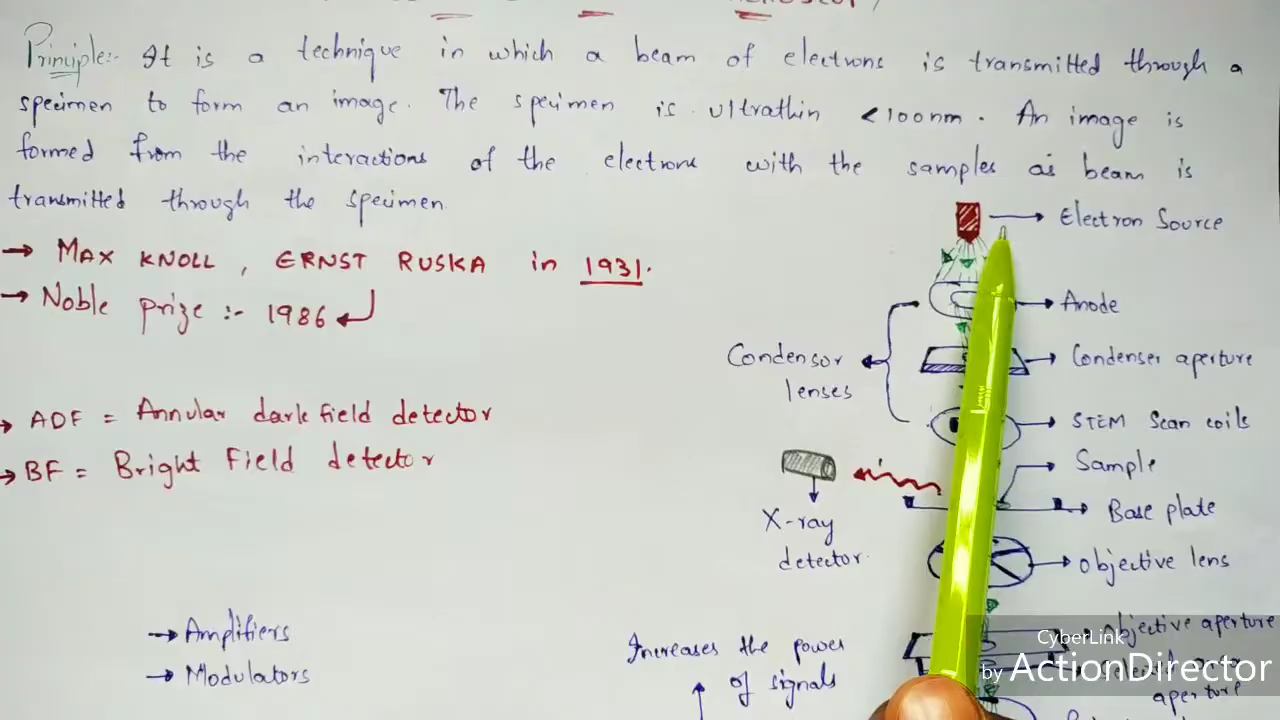 Principle:- It is a technique in which a beam of electrons is transmitted through a
specimen to form an image. The specimen is ultrathin <100nm. An image is
formed from the interactions of the electrons with the samples as beam is
transmitted through the specimen
→ MAX KNOLL, ERNST RUSKA in 1931.
→ Noble prize :- 1986
→ ADF = Annular dark field detector
→ BF = Bright Field detector
→ Amplifiers
→ Modulators
Electron Source
Anode
Condensor
lenses
Condenser aperture
STEM Scan coils
Sample
Base plate
X-ray
detector
objective lens
Increases the power
of signals
objective aperture
aperture
CyberLink
by ActionDirector